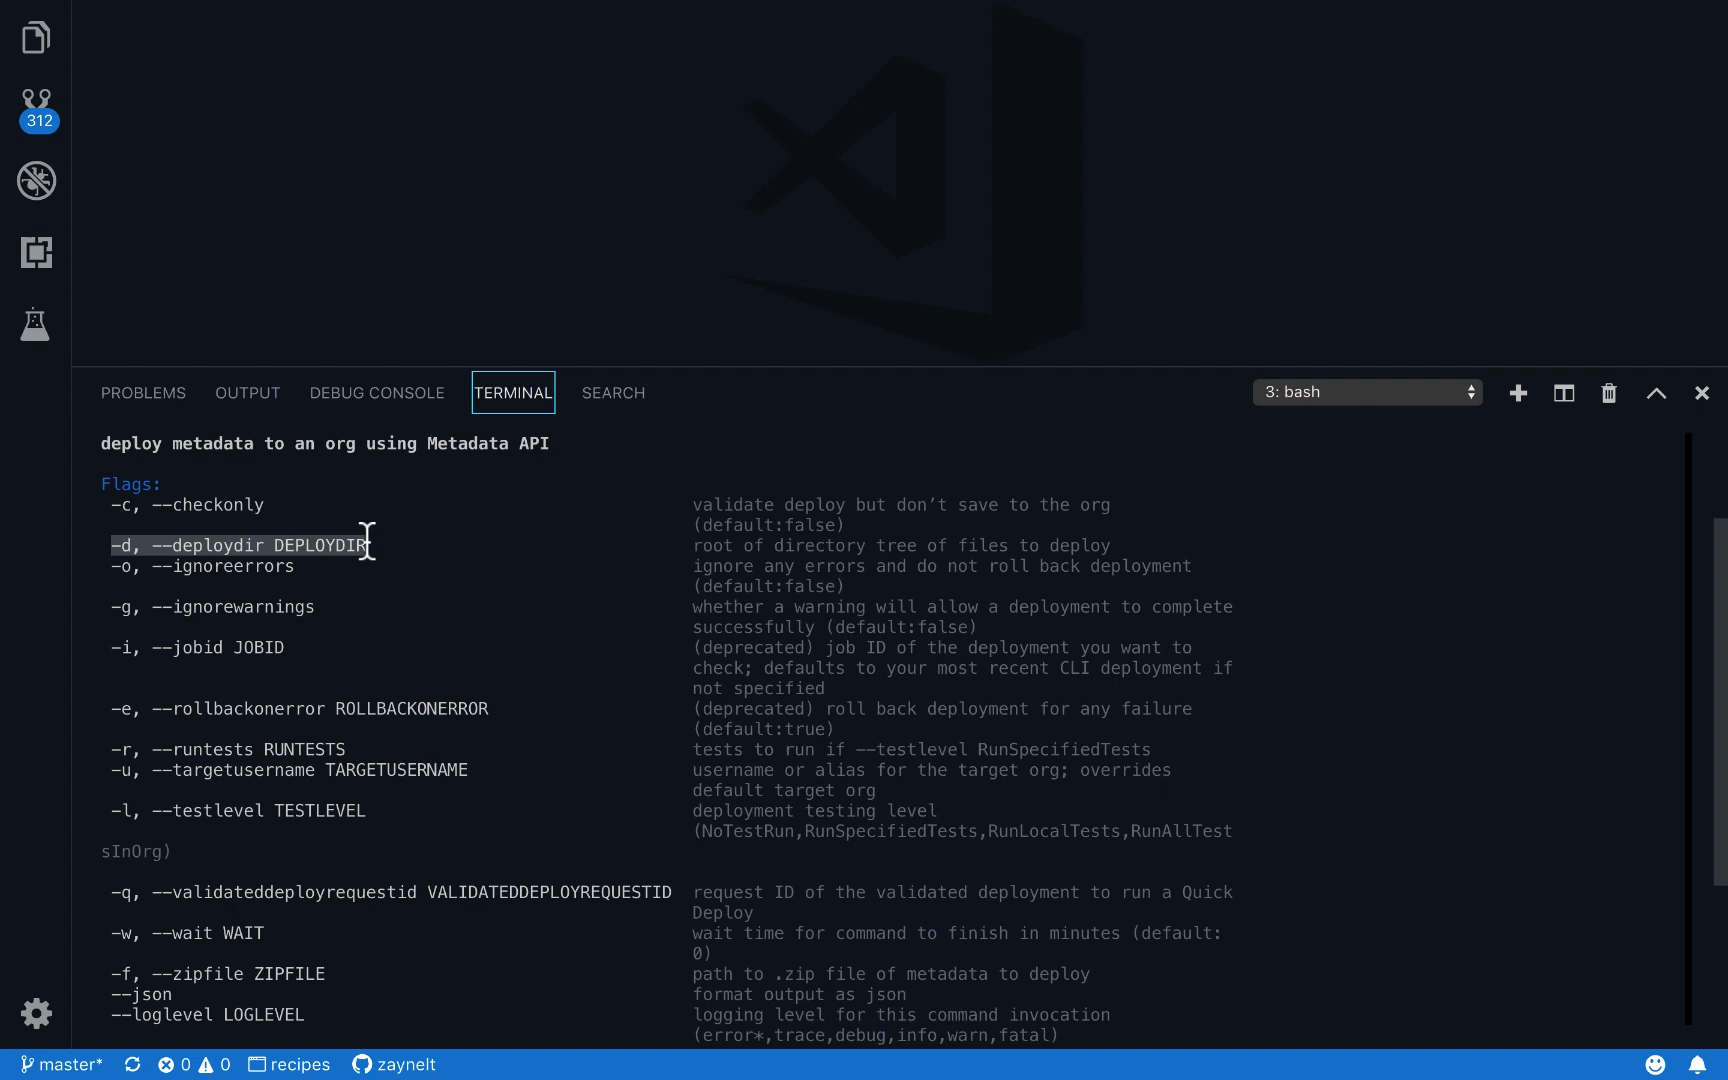 312
PROBLEMS OUTPUT DEBUG CONSOLE TERMINAL SEARCH 3: bash
deploy metadata to an org using Metadata API
Flags:
-c, --checkonly validate deploy but don’t save to the org
(default:false)
-d, --deploydir DEPLOYDIR root of directory tree of files to deploy
-o, --ignoreerrors ignore any errors and do not roll back deployment
(default:false)
-g, --ignorewarnings whether a warning will allow a deployment to complete
successfully (default:false)
-i, --jobid JOBID (deprecated) job ID of the deployment you want to
check; defaults to your most recent CLI deployment if
not specified
-e, --rollbackonerror ROLLBACKONERROR (deprecated) roll back deployment for any failure
(default:true)
-r, --runtests RUNTESTS tests to run if --testlevel RunSpecifiedTests
-u, --targetusername TARGETUSERNAME username or alias for the target org; overrides
default target org
-l, --testlevel TESTLEVEL deployment testing level
(NoTestRun,RunSpecifiedTests,RunLocalTests,RunAllTest
sInOrg)
-q, --validateddeployrequestid VALIDATEDDEPLOYREQUESTID request ID of the validated deployment to run a Quick
Deploy
-w, --wait WAIT wait time for command to finish in minutes (default:
0)
-f, --zipfile ZIPFILE path to .zip file of metadata to deploy
--json format output as json
--loglevel LOGLEVEL logging level for this command invocation
(error*,trace,debug,info,warn,fatal)
master* 0 0 recipes zaynelt